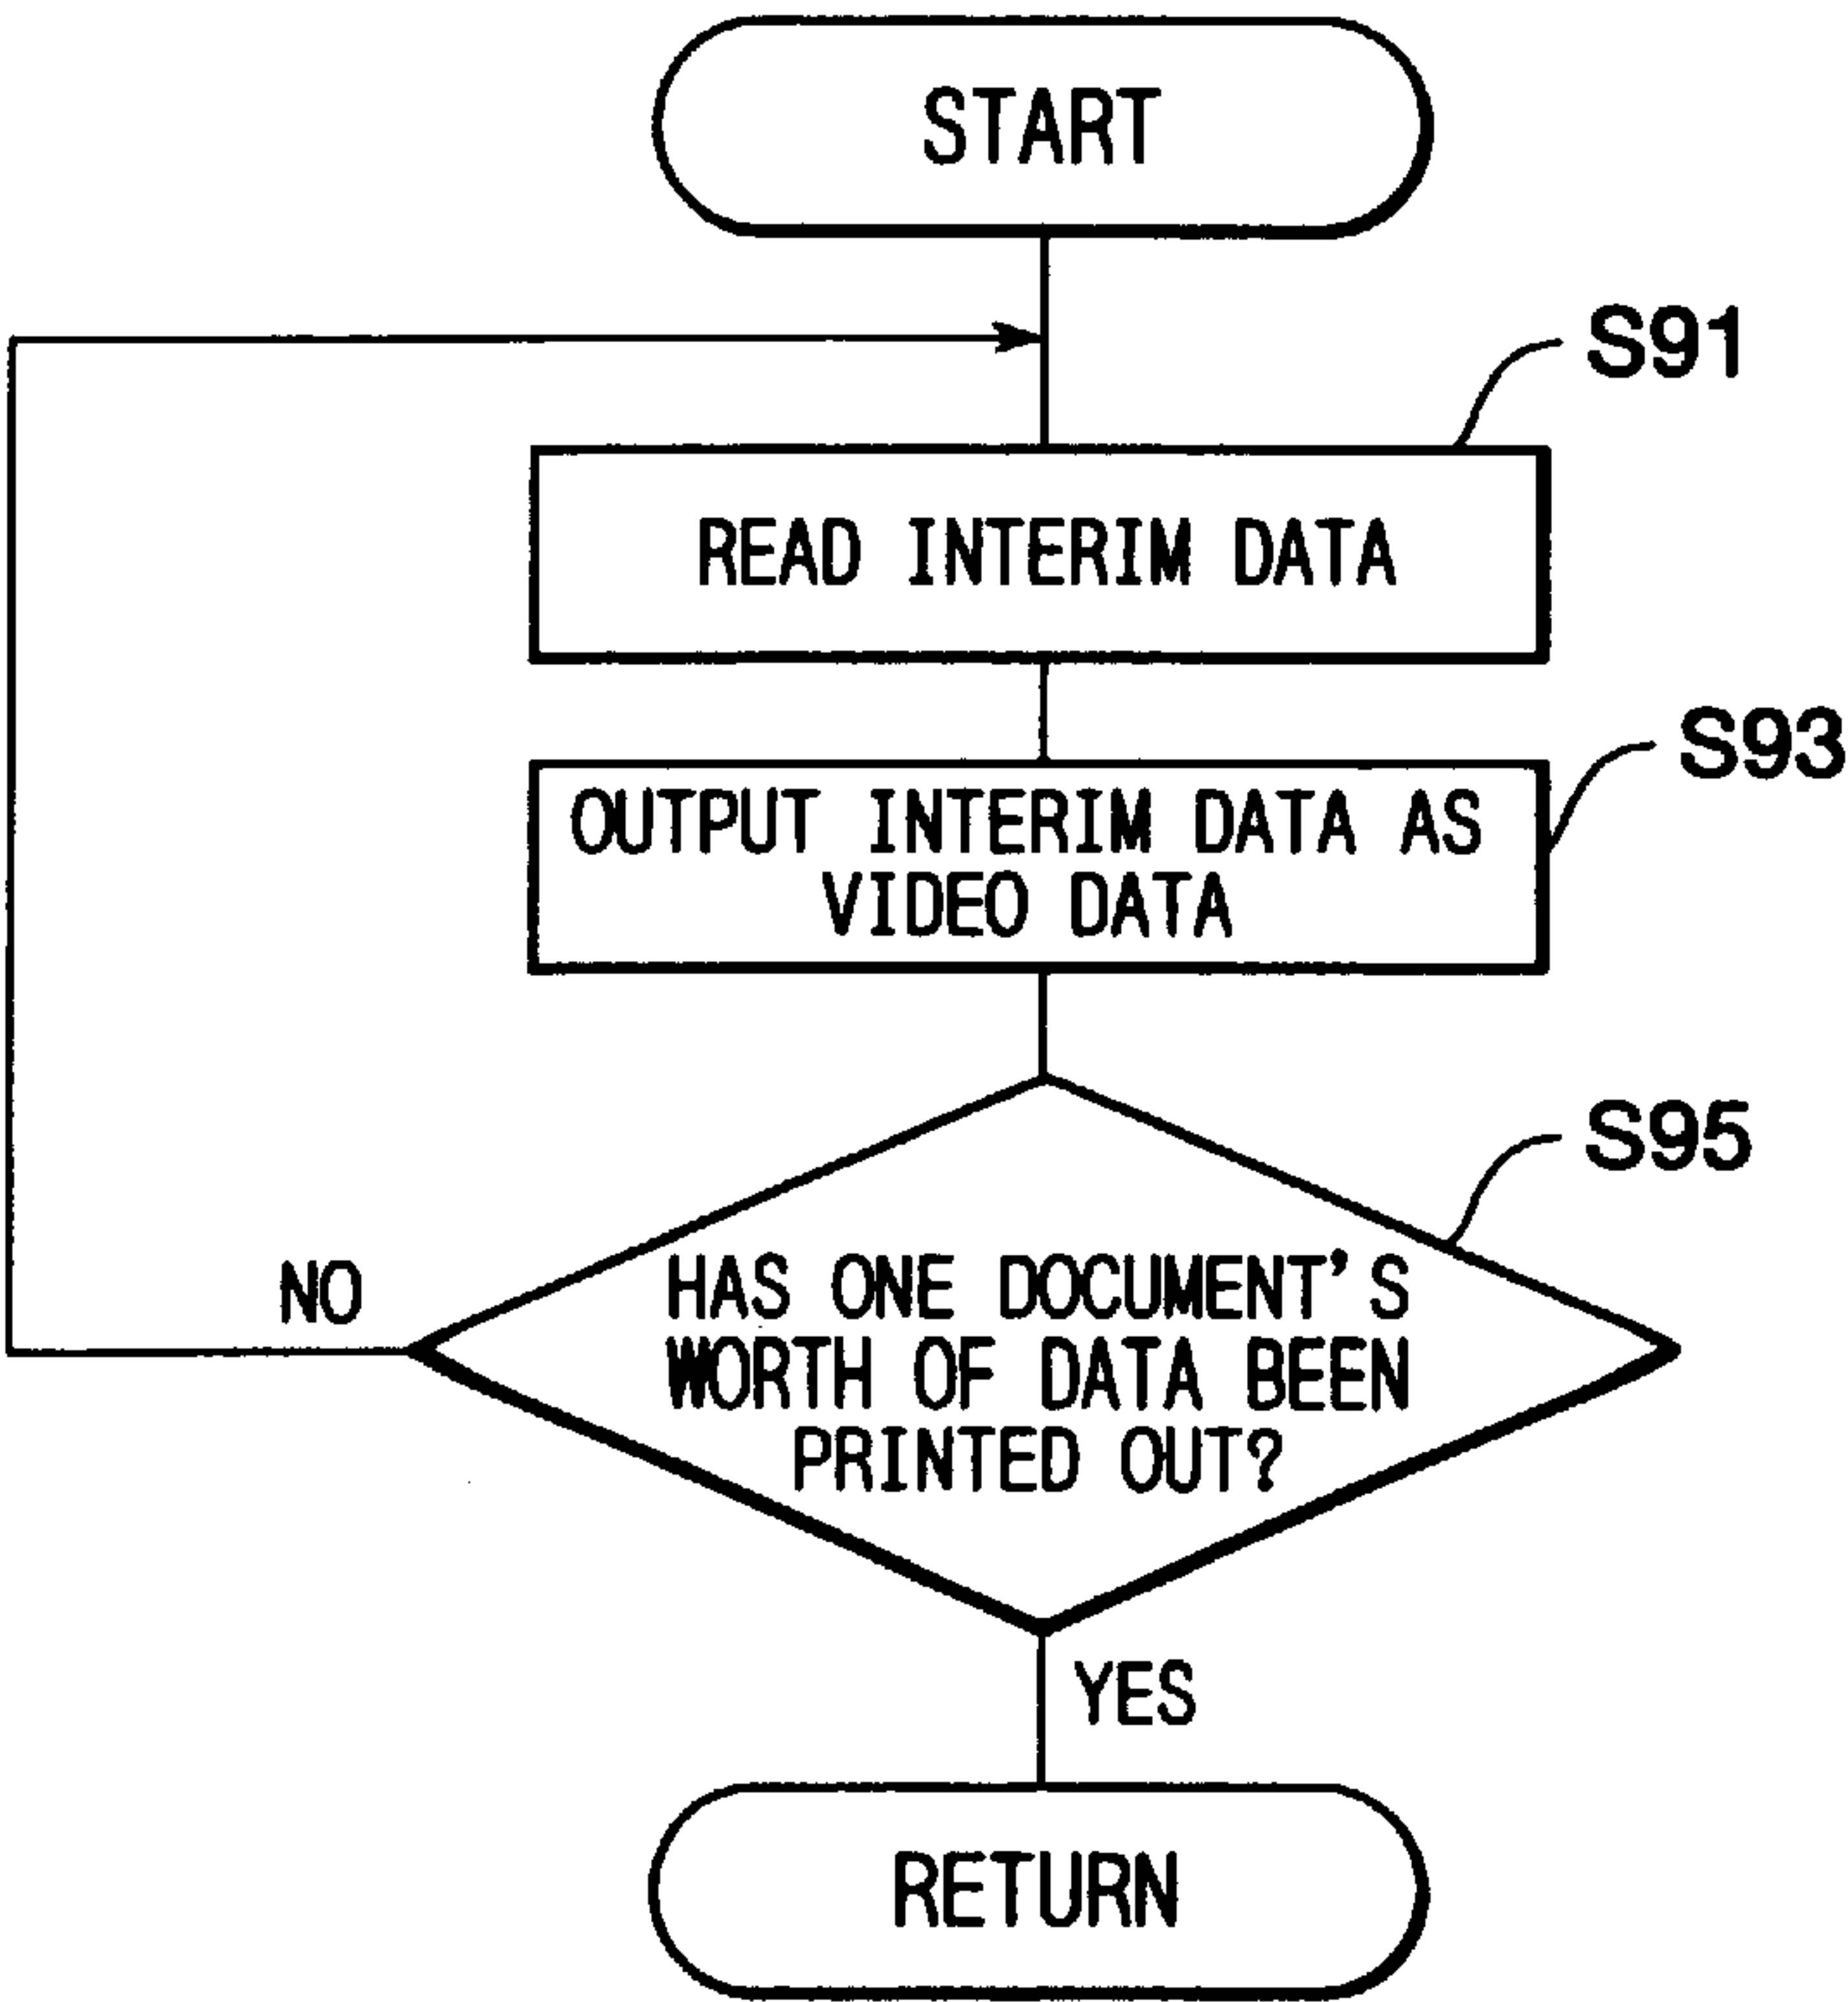 START
S91
READ INTERIM DATA
S93
OUTPUT INTERIM DATA AS
VIDEO DATA
S95
NO
HAS ONE DOCUMENT'S
WORTH OF DATA BEEN
PRINTED OUT?
YES
RETURN